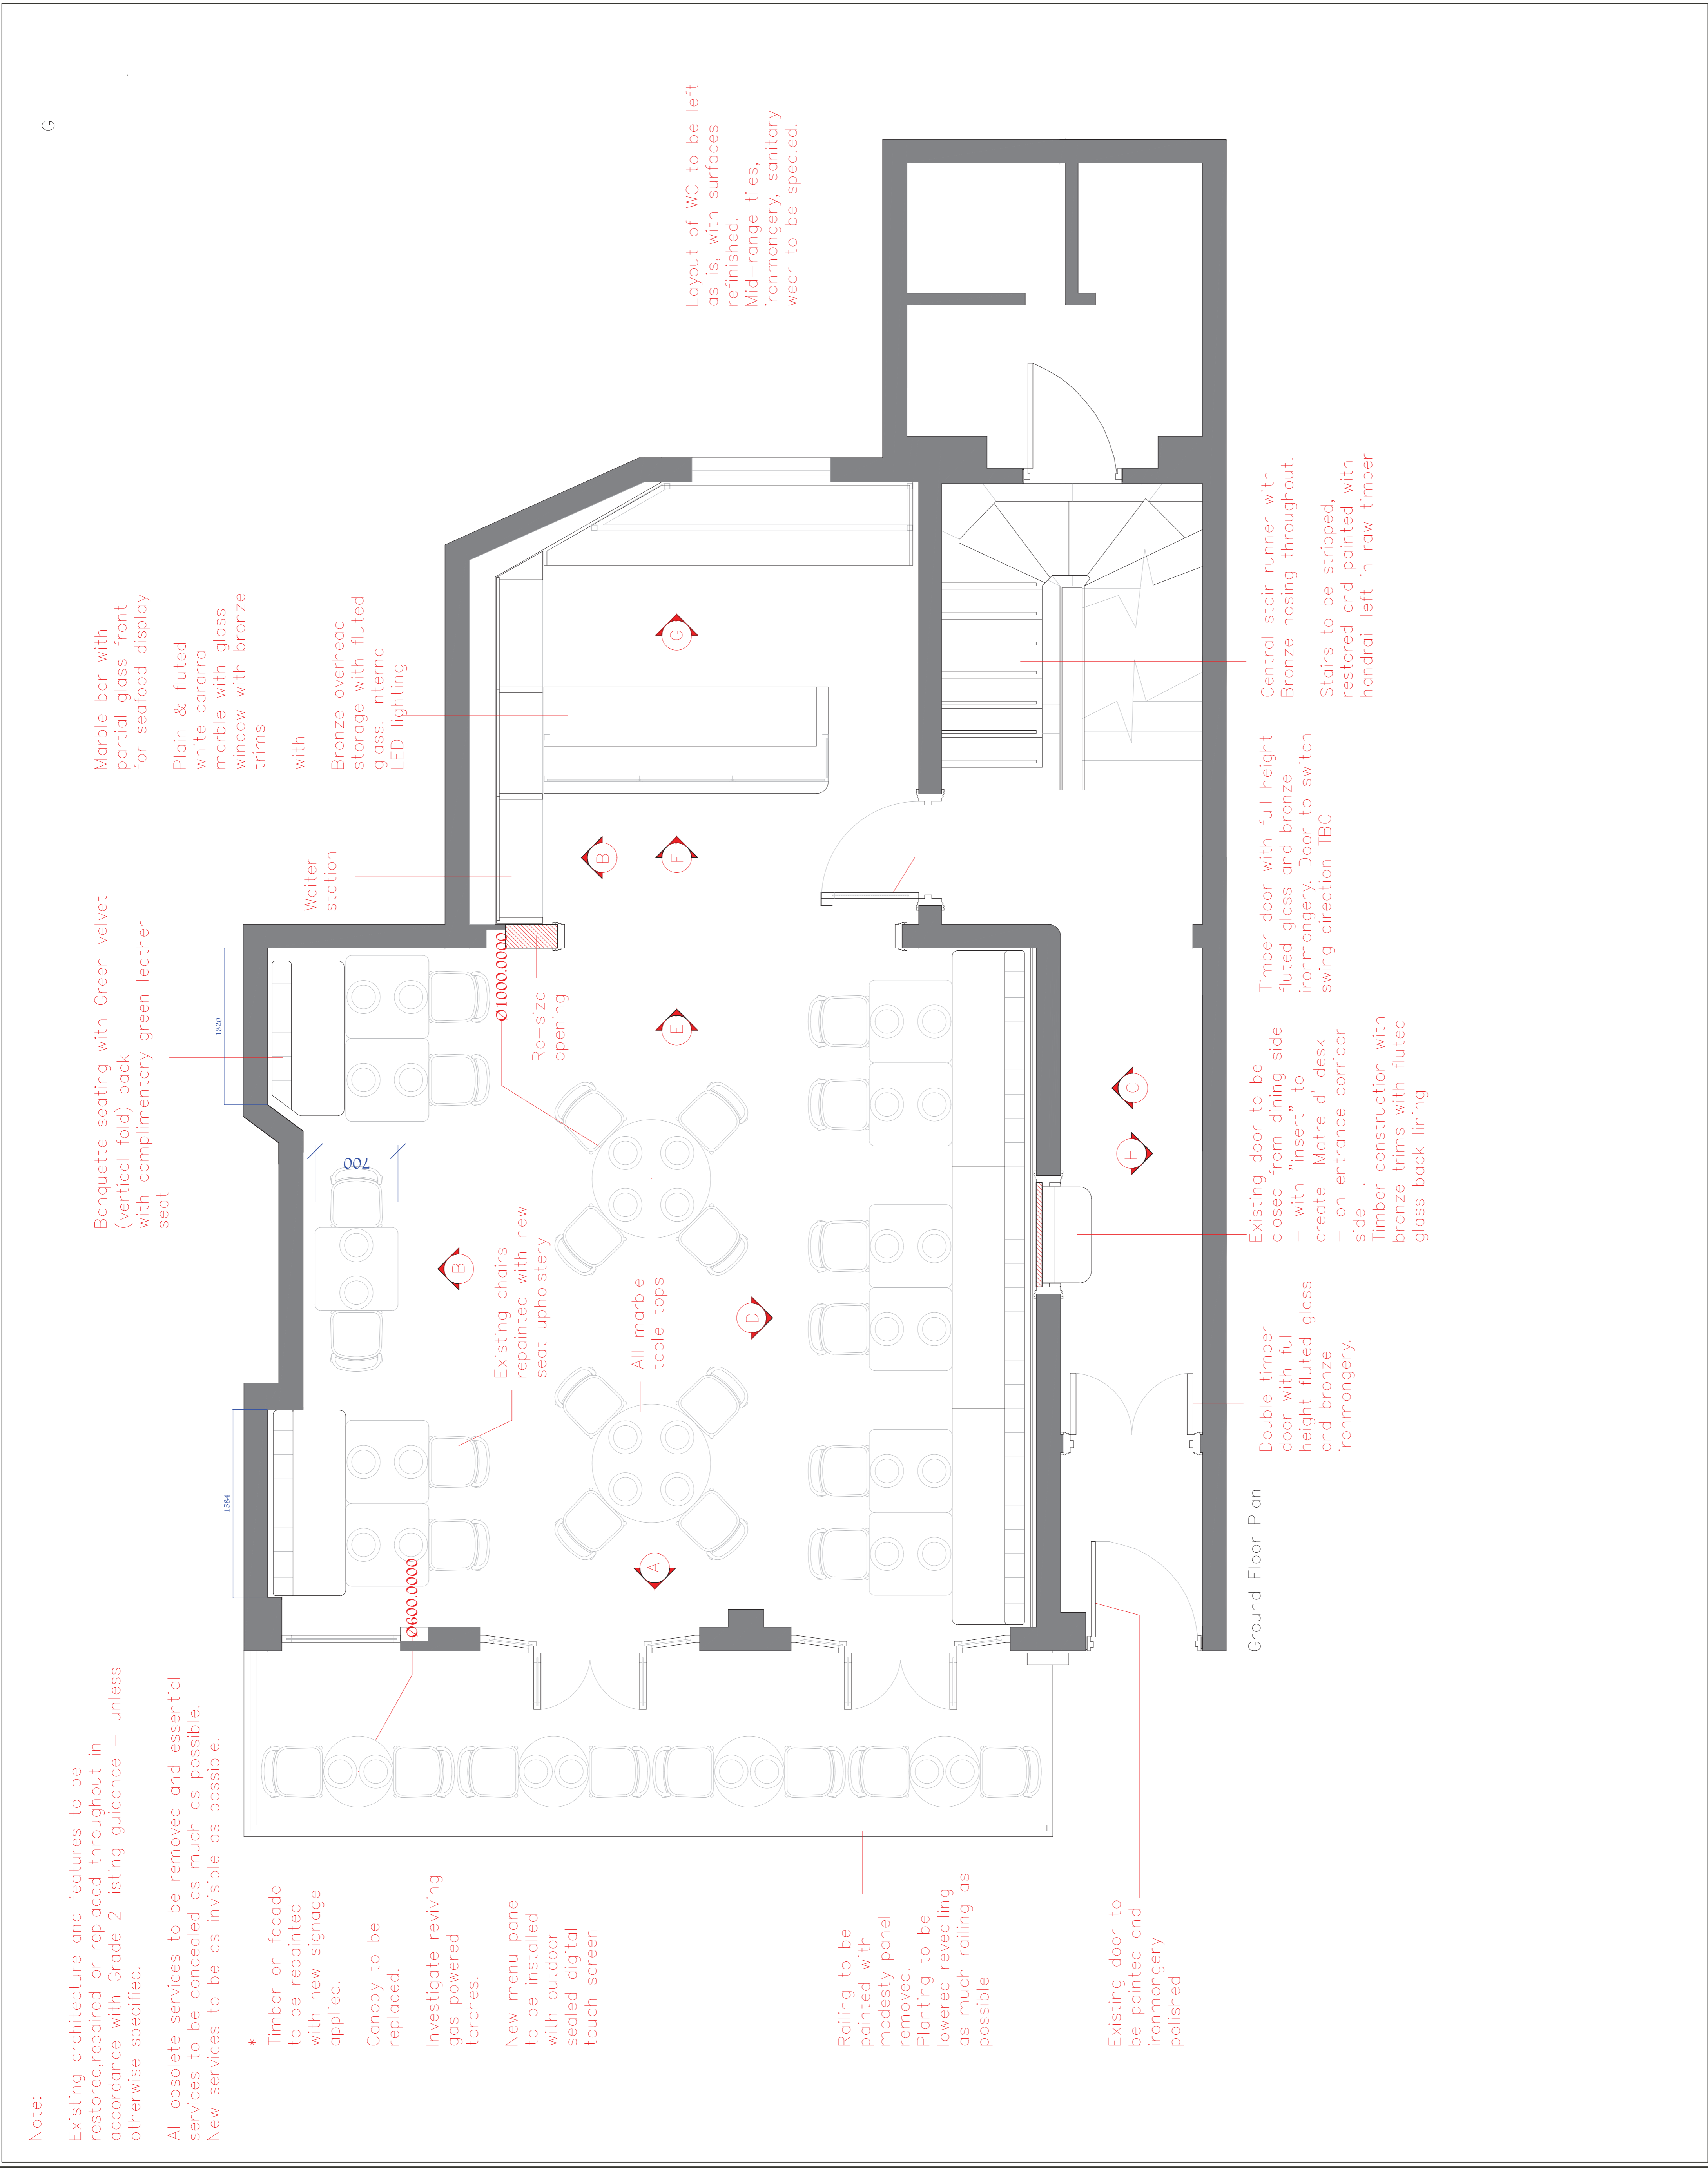 Note:
Existing architecture and features to be
restored,repaired or replaced throughout in
accordance with Grade 2 listing guidance – unless
otherwise specified.
All obsolete services to be removed and essential
services to be concealed as much as possible.
New services to be as invisible as possible.
*
Timber on facade
to be repainted
with new signage
applied.
Canopy to be
replaced.
Investigate reviving
gas powered
torches.
New menu panel
to be installed
with outdoor
sealed digital
touch screen
Railing to be
painted with
modesty panel
removed.
Planting to be
lowered revealling
as much railing as
possible
Existing door to
be painted and
ironmongery
polished
Banquette seating with Green velvet
(vertical fold) back
with complimentary green leather
seat
Waiter
station
Marble bar with
partial glass front
for seafood display
Plain & fluted
white cararra
marble with glass
window with bronze
trims
with
Bronze overhead
storage with fluted
glass. Internal
LED lighting
G
Layout of WC to be left
as is, with surfaces
refinished.
Mid–range tiles,
ironmongery, sanitary
wear to be spec.ed.
1584
1320
700
Ø600.0000
Ø1000.0000
Re–size
opening
Existing chairs
repainted with new
seat upholstery
All marble
table tops
A
B
D
E
B
F
G
H
C
Ground Floor Plan
Double timber
door with full
height fluted glass
and bronze
ironmongery.
Existing door to be
closed from dining side
– with "insert" to
create ' Matre d ' desk
– on entrance corridor
side .
Timber construction with
bronze trims with fluted
glass back lining
Timber door with full height
fluted glass and bronze
ironmongery. Door to switch
swing direction TBC
Central stair runner with
Bronze nosing throughout.
Stairs to be stripped,
restored and painted with
handrail left in raw timber